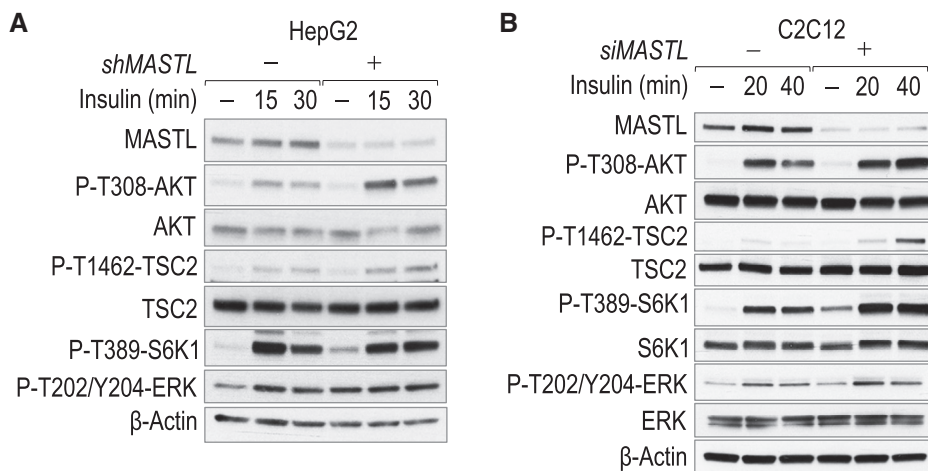 A
HepG2
shMASTL − +
Insulin (min) − 15 30 − 15 30
MASTL
P-T308-AKT
AKT
P-T1462-TSC2
TSC2
P-T389-S6K1
P-T202/Y204-ERK
β-Actin
B
C2C12
siMASTL − +
Insulin (min) − 20 40 − 20 40
MASTL
P-T308-AKT
AKT
P-T1462-TSC2
TSC2
P-T389-S6K1
S6K1
P-T202/Y204-ERK
ERK
β-Actin